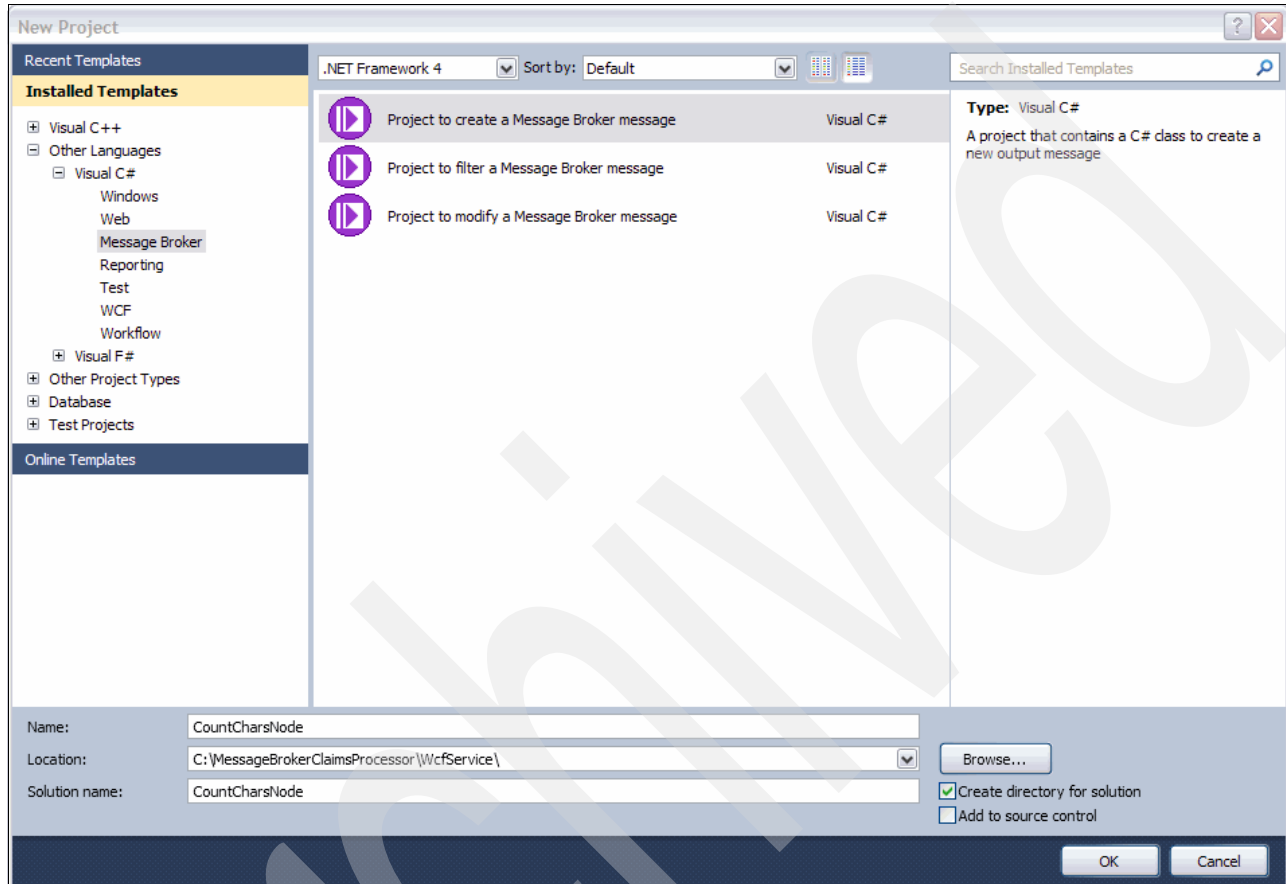 New Project
Recent Templates
Installed Templates
Visual C++
Other Languages
Visual C#
Windows
Web
Message Broker
Reporting
Test
WCF
Workflow
Visual F#
Other Project Types
Database
Test Projects
Online Templates
.NET Framework 4 Sort by: Default
Project to create a Message Broker message Visual C#
Project to filter a Message Broker message Visual C#
Project to modify a Message Broker message Visual C#
Search Installed Templates
Type: Visual C#
A project that contains a C# class to create a
new output message
Name: CountCharsNode
Location: C:\MessageBrokerClaimsProcessor\WcfService\ Browse...
Solution name: CountCharsNode Create directory for solution
Add to source control
OK Cancel